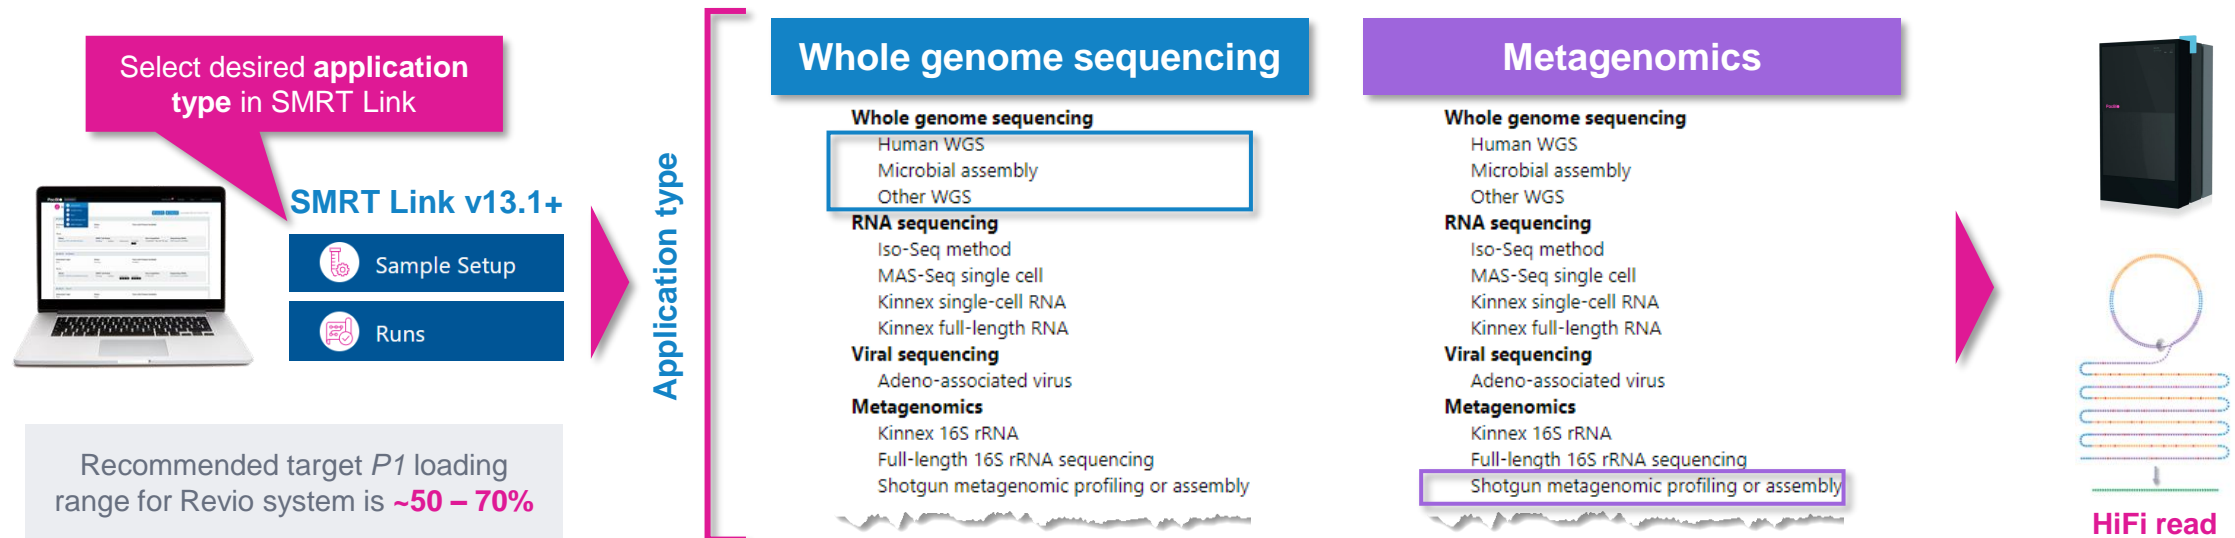 Select desired application
type in SMRT Link
SMRT Link v13.1+
Sample Setup
Runs
Recommended target P1 loading
range for Revio system is ~50 – 70%
Application type
Whole genome sequencing
Whole genome sequencing
Human WGS
Microbial assembly
Other WGS
RNA sequencing
Iso-Seq method
MAS-Seq single cell
Kinnex single-cell RNA
Kinnex full-length RNA
Viral sequencing
Adeno-associated virus
Metagenomics
Kinnex 16S rRNA
Full-length 16S rRNA sequencing
Shotgun metagenomic profiling or assembly
Metagenomics
Whole genome sequencing
Human WGS
Microbial assembly
Other WGS
RNA sequencing
Iso-Seq method
MAS-Seq single cell
Kinnex single-cell RNA
Kinnex full-length RNA
Viral sequencing
Adeno-associated virus
Metagenomics
Kinnex 16S rRNA
Full-length 16S rRNA sequencing
Shotgun metagenomic profiling or assembly
HiFi read